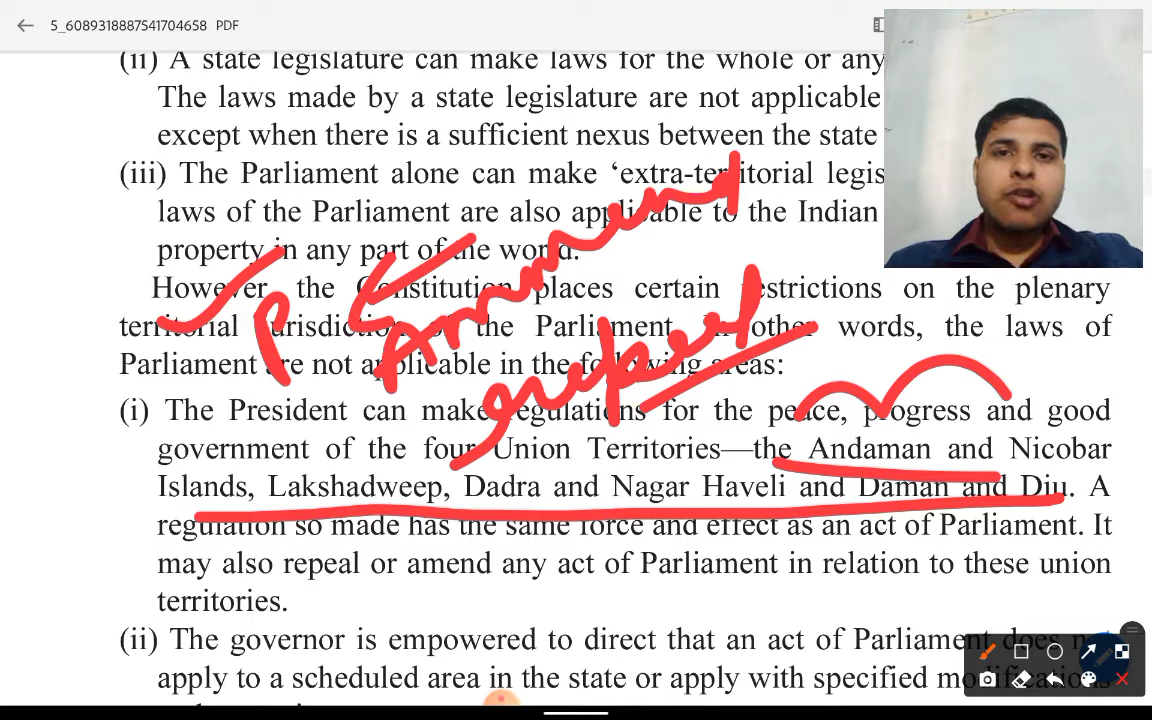 5_6089318887541704658 PDF
(ii) A state legislature can make laws for the whole or any
The laws made by a state legislature are not applicable
except when there is a sufficient nexus between the state
(iii) The Parliament alone can make ‘extra-territorial legis
laws of the Parliament are also applicable to the Indian
property in any part of the world.
However, the Constitution places certain restrictions on the plenary
territorial jurisdiction of the Parliament. In other words, the laws of
Parliament are not applicable in the following areas:
(i) The President can make regulations for the peace, progress and good
government of the four Union Territories—the Andaman and Nicobar
Islands, Lakshadweep, Dadra and Nagar Haveli and Daman and Diu. A
regulation so made has the same force and effect as an act of Parliament. It
may also repeal or amend any act of Parliament in relation to these union
territories.
(ii) The governor is empowered to direct that an act of Parliament does
apply to a scheduled area in the state or apply with specified modifications
P